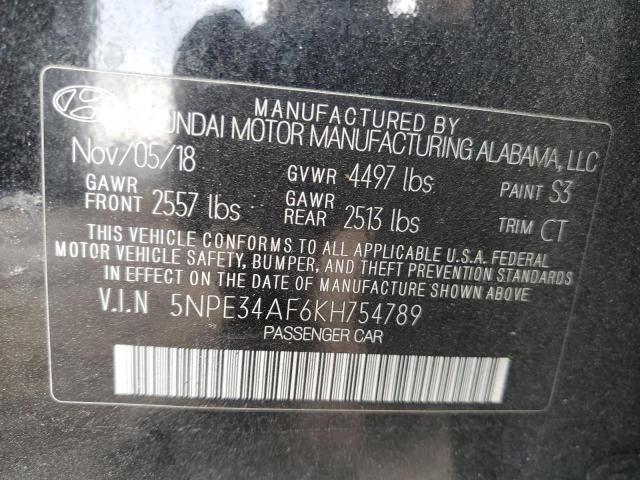 MANUFACTURED BY
HYUNDAI MOTOR MANUFACTURING ALABAMA, LLC
Nov/05/18 GVWR 4497 lbs PAINT S3
GAWR FRONT 2557 lbs GAWR REAR 2513 lbs TRIM CT
THIS VEHICLE CONFORMS TO ALL APPLICABLE U.S.A. FEDERAL
MOTOR VEHICLE SAFETY, BUMPER, AND THEFT PREVENTION STANDARDS
IN EFFECT ON THE DATE OF MANUFACTURE SHOWN ABOVE
V.I.N 5NPE34AF6KH754789
PASSENGER CAR